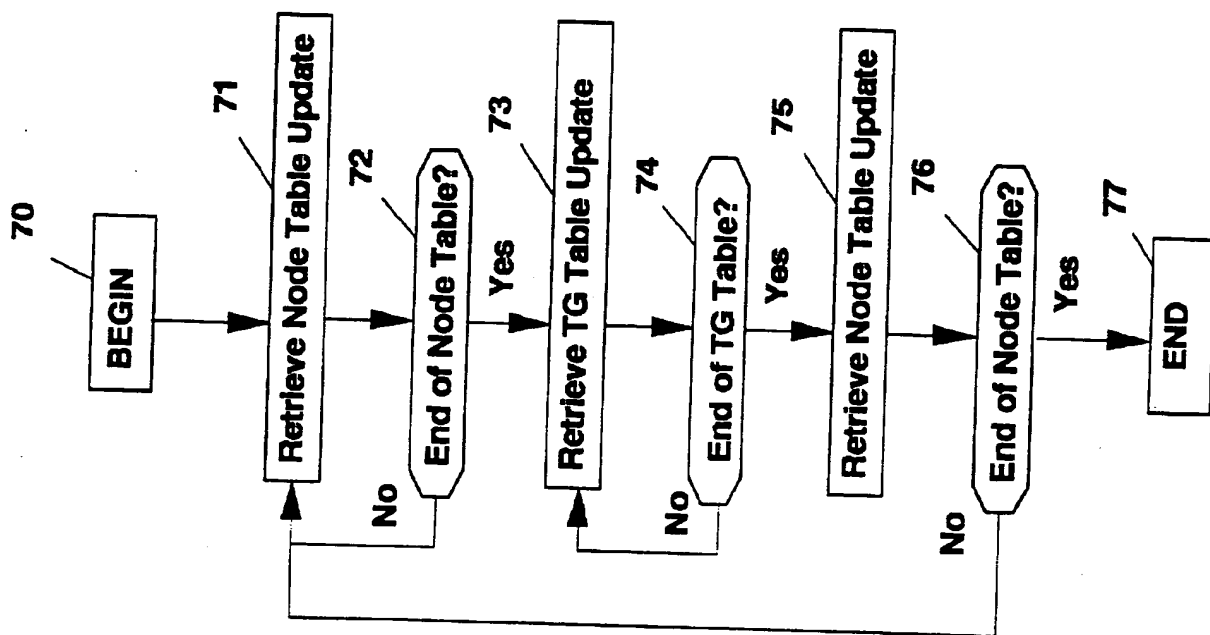 70
BEGIN
71
Retrieve Node Table Update
72
End of Node Table?
No
Yes
73
Retrieve TG Table Update
74
End of TG Table?
No
Yes
75
Retrieve Node Table Update
76
End of Node Table?
No
Yes
77
END